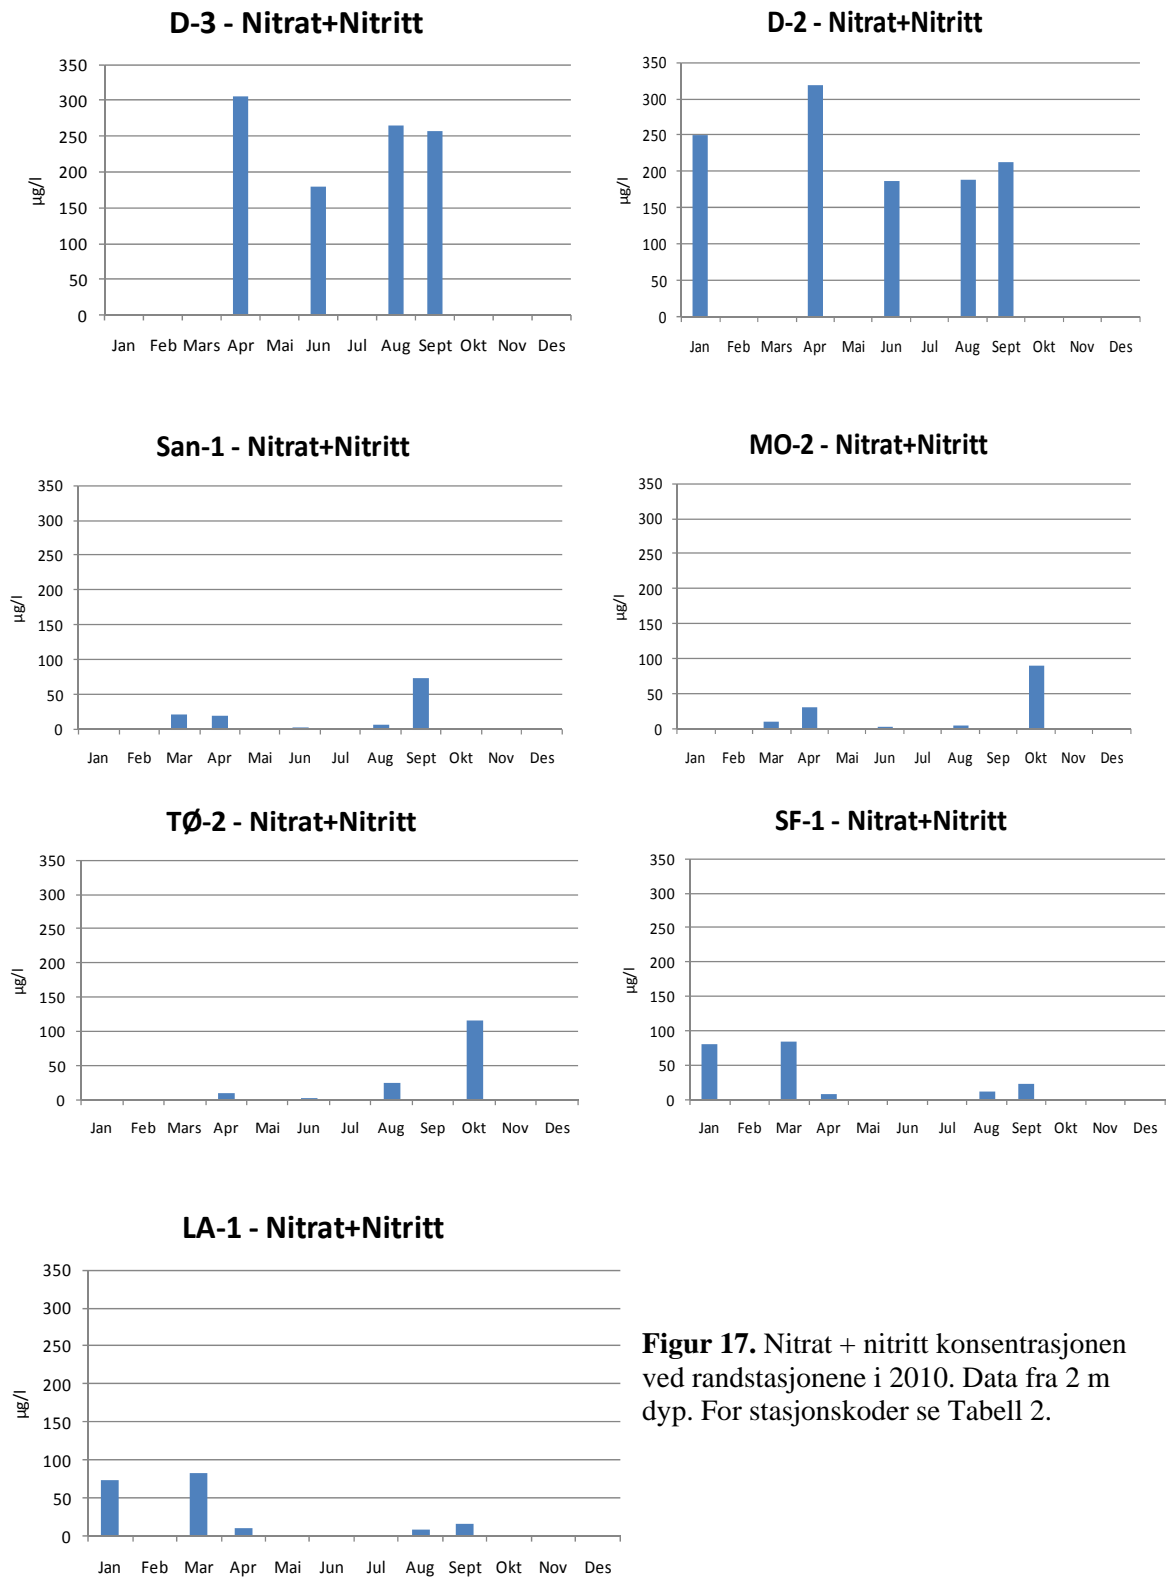 D-3 - Nitrat+Nitritt
350
300
250
200
150
100
50
0
µg/l
Jan Feb Mars Apr Mai Jun Jul Aug Sept Okt Nov Des
D-2 - Nitrat+Nitritt
350
300
250
200
150
100
50
0
µg/l
Jan Feb Mars Apr Mai Jun Jul Aug Sept Okt Nov Des
San-1 - Nitrat+Nitritt
350
300
250
200
150
100
50
0
µg/l
Jan Feb Mar Apr Mai Jun Jul Aug Sept Okt Nov Des
MO-2 - Nitrat+Nitritt
350
300
250
200
150
100
50
0
µg/l
Jan Feb Mar Apr Mai Jun Jul Aug Sep Okt Nov Des
TØ-2 - Nitrat+Nitritt
350
300
250
200
150
100
50
0
µg/l
Jan Feb Mars Apr Mai Jun Jul Aug Sep Okt Nov Des
SF-1 - Nitrat+Nitritt
350
300
250
200
150
100
50
0
µg/l
Jan Feb Mar Apr Mai Jun Jul Aug Sept Okt Nov Des
LA-1 - Nitrat+Nitritt
350
300
250
200
150
100
50
0
µg/l
Jan Feb Mar Apr Mai Jun Jul Aug Sept Okt Nov Des
Figur 17. Nitrat + nitritt konsentrasjonen
ved randstasjonene i 2010. Data fra 2 m
dyp. For stasjonskoder se Tabell 2.